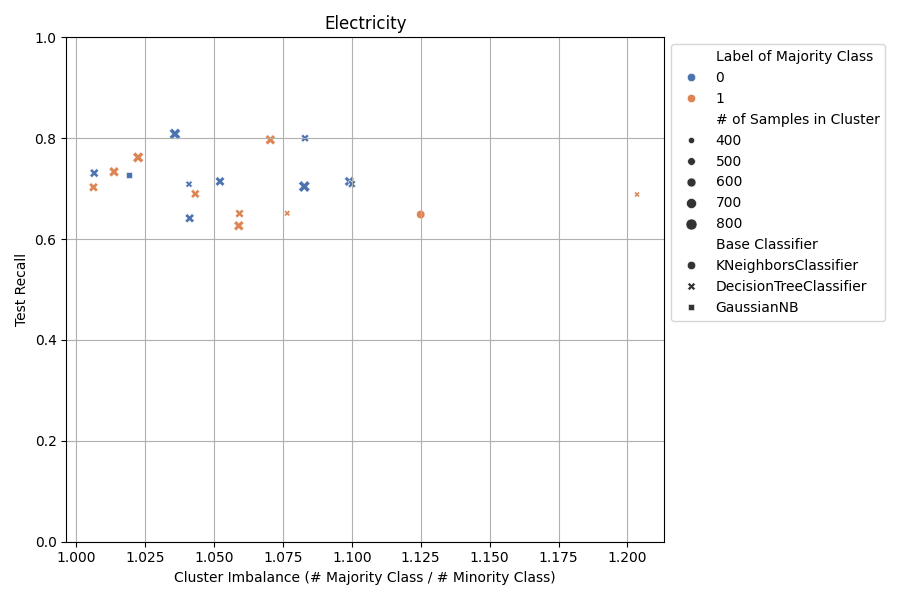 Electricity
1.0
0.8
0.6
0.4
0.2
0.0
Test Recall
1.000 1.025 1.050 1.075 1.100 1.125 1.150 1.175 1.200
Cluster Imbalance (# Majority Class / # Minority Class)
Label of Majority Class
0
1
# of Samples in Cluster
400
500
600
700
800
Base Classifier
KNeighborsClassifier
DecisionTreeClassifier
GaussianNB